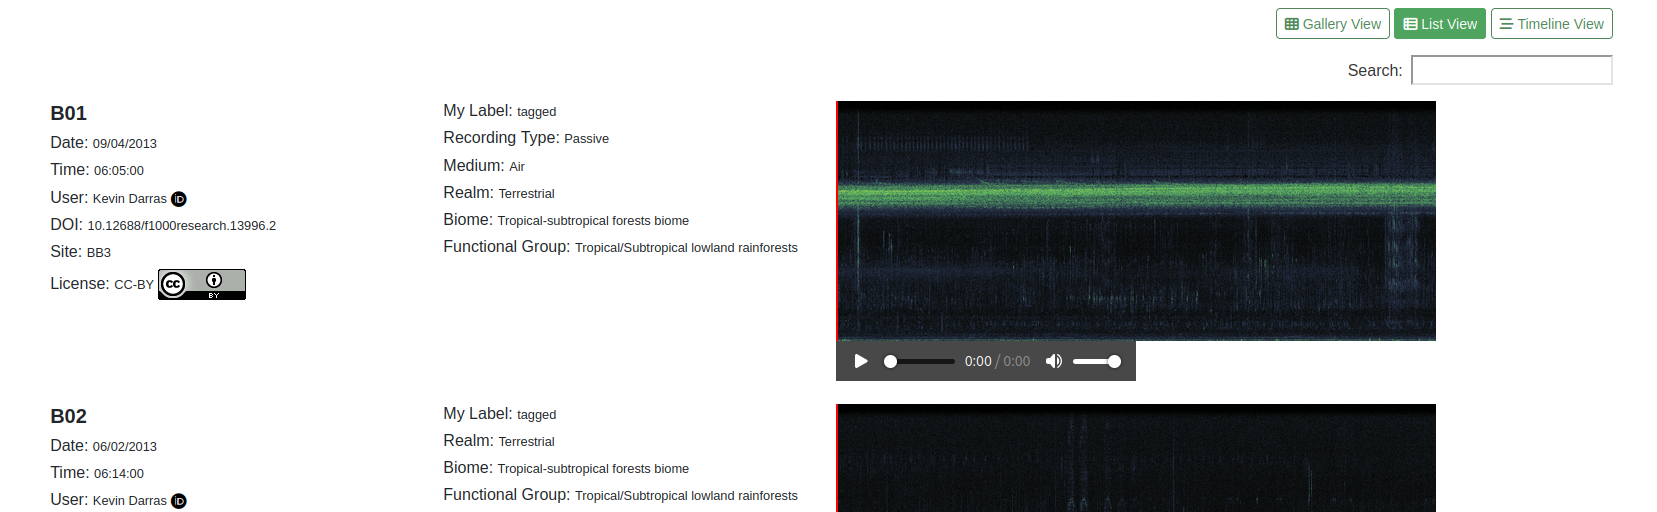 Gallery View List View Timeline View
Search:
B01
Date: 09/04/2013
Time: 06:05:00
User: Kevin Darras iD
DOI: 10.12688/f1000research.13996.2
Site: BB3
License: CC-BY cc BY
My Label: tagged
Recording Type: Passive
Medium: Air
Realm: Terrestrial
Biome: Tropical-subtropical forests biome
Functional Group: Tropical/Subtropical lowland rainforests
0:00 / 0:00
B02
Date: 06/02/2013
Time: 06:14:00
User: Kevin Darras iD
My Label: tagged
Realm: Terrestrial
Biome: Tropical-subtropical forests biome
Functional Group: Tropical/Subtropical lowland rainforests